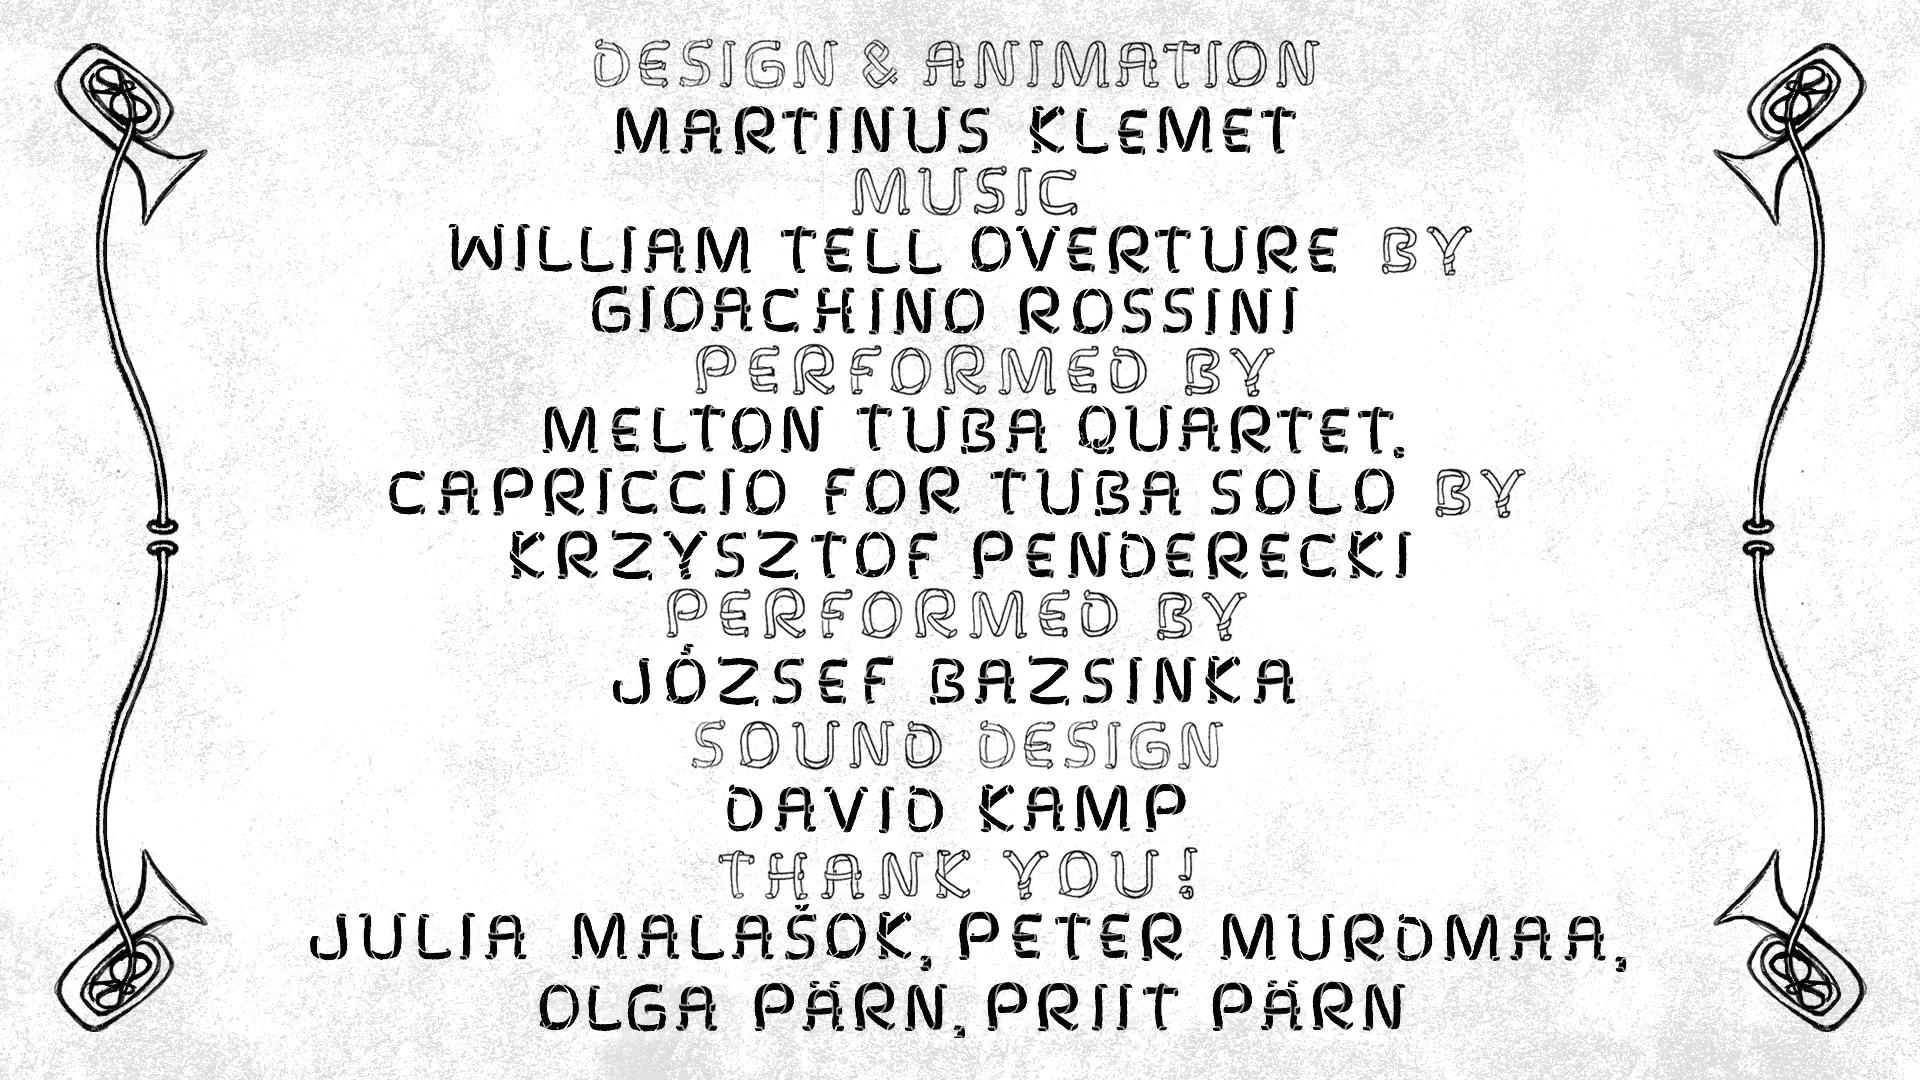 DESIGN & ANIMATION
MARTINUS KLEMET
MUSIC
WILLIAM TELL OVERTURE BY
GIOACHINO ROSSINI
PERFORMED BY
MELTON TUBA QUARTET.
CAPRICCIO FOR TUBA SOLO BY
KRZYSZTOF PENDERECKI
PERFORMED BY
JÓZSEF BAZSINKA
SOUND DESIGN
DAVID KAMP
THANK YOU!
JULIA MALAŠOK, PETER MURDMAA,
OLGA PÄRN, PRIIT PÄRN